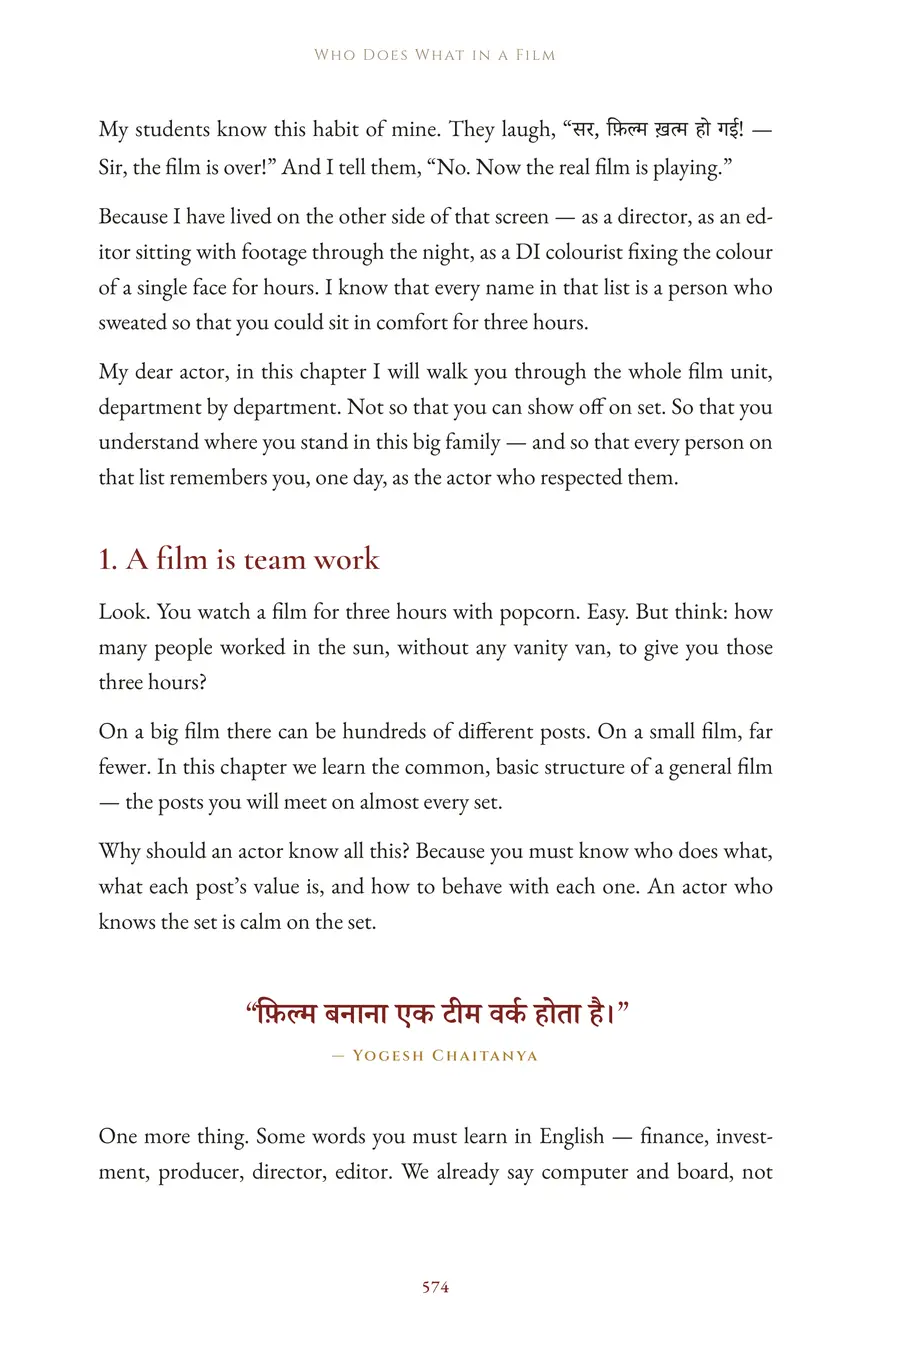 Who Does What in a Film
My students know this habit of mine. They laugh, “सर, फ़िल्म ख़त्म हो गई! —
Sir, the film is over!” And I tell them, “No. Now the real film is playing.”
Because I have lived on the other side of that screen — as a director, as an ed-
itor sitting with footage through the night, as a DI colourist fixing the colour
of a single face for hours. I know that every name in that list is a person who
sweated so that you could sit in comfort for three hours.
My dear actor, in this chapter I will walk you through the whole film unit,
department by department. Not so that you can show off on set. So that you
understand where you stand in this big family — and so that every person on
that list remembers you, one day, as the actor who respected them.
1. A film is team work
Look. You watch a film for three hours with popcorn. Easy. But think: how
many people worked in the sun, without any vanity van, to give you those
three hours?
On a big film there can be hundreds of different posts. On a small film, far
fewer. In this chapter we learn the common, basic structure of a general film
— the posts you will meet on almost every set.
Why should an actor know all this? Because you must know who does what,
what each post’s value is, and how to behave with each one. An actor who
knows the set is calm on the set.
“फ़िल्म बनाना एक टीम वर्क होता है।”
— Yogesh Chaitanya
One more thing. Some words you must learn in English — finance, invest-
ment, producer, director, editor. We already say computer and board, not
574